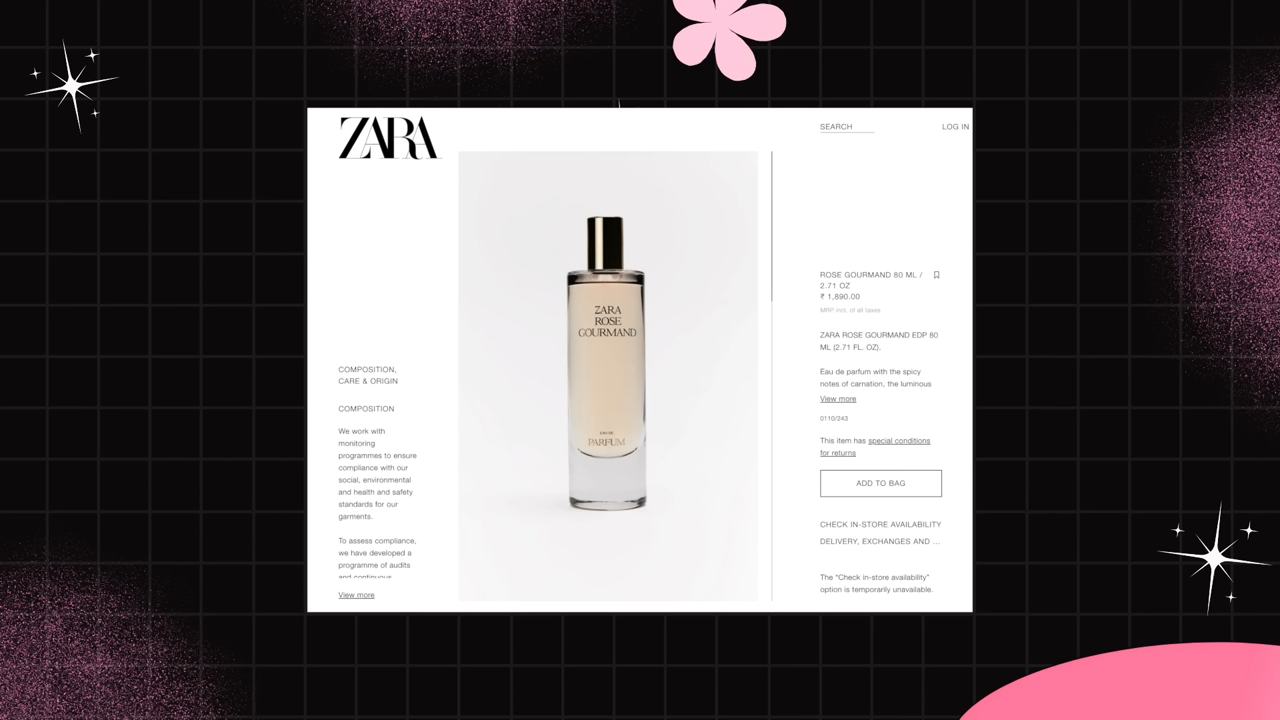 ZARA
SEARCH
LOG IN
COMPOSITION,
CARE & ORIGIN
COMPOSITION
We work with
monitoring
programmes to ensure
compliance with our
social, environmental
and health and safety
standards for our
garments.
To assess compliance,
we have developed a
programme of audits
and continuous
View more
ZARA
ROSE
GOURMAND
EAU DE
PARFUM
ROSE GOURMAND 80 ML /
2.71 OZ
₹ 1,890.00
MRP incl. of all taxes
ZARA ROSE GOURMAND EDP 80
ML (2.71 FL. OZ).
Eau de parfum with the spicy
notes of carnation, the luminous
View more
0110/243
This item has special conditions
for returns
ADD TO BAG
CHECK IN-STORE AVAILABILITY
DELIVERY, EXCHANGES AND ...
The “Check in-store availability”
option is temporarily unavailable.